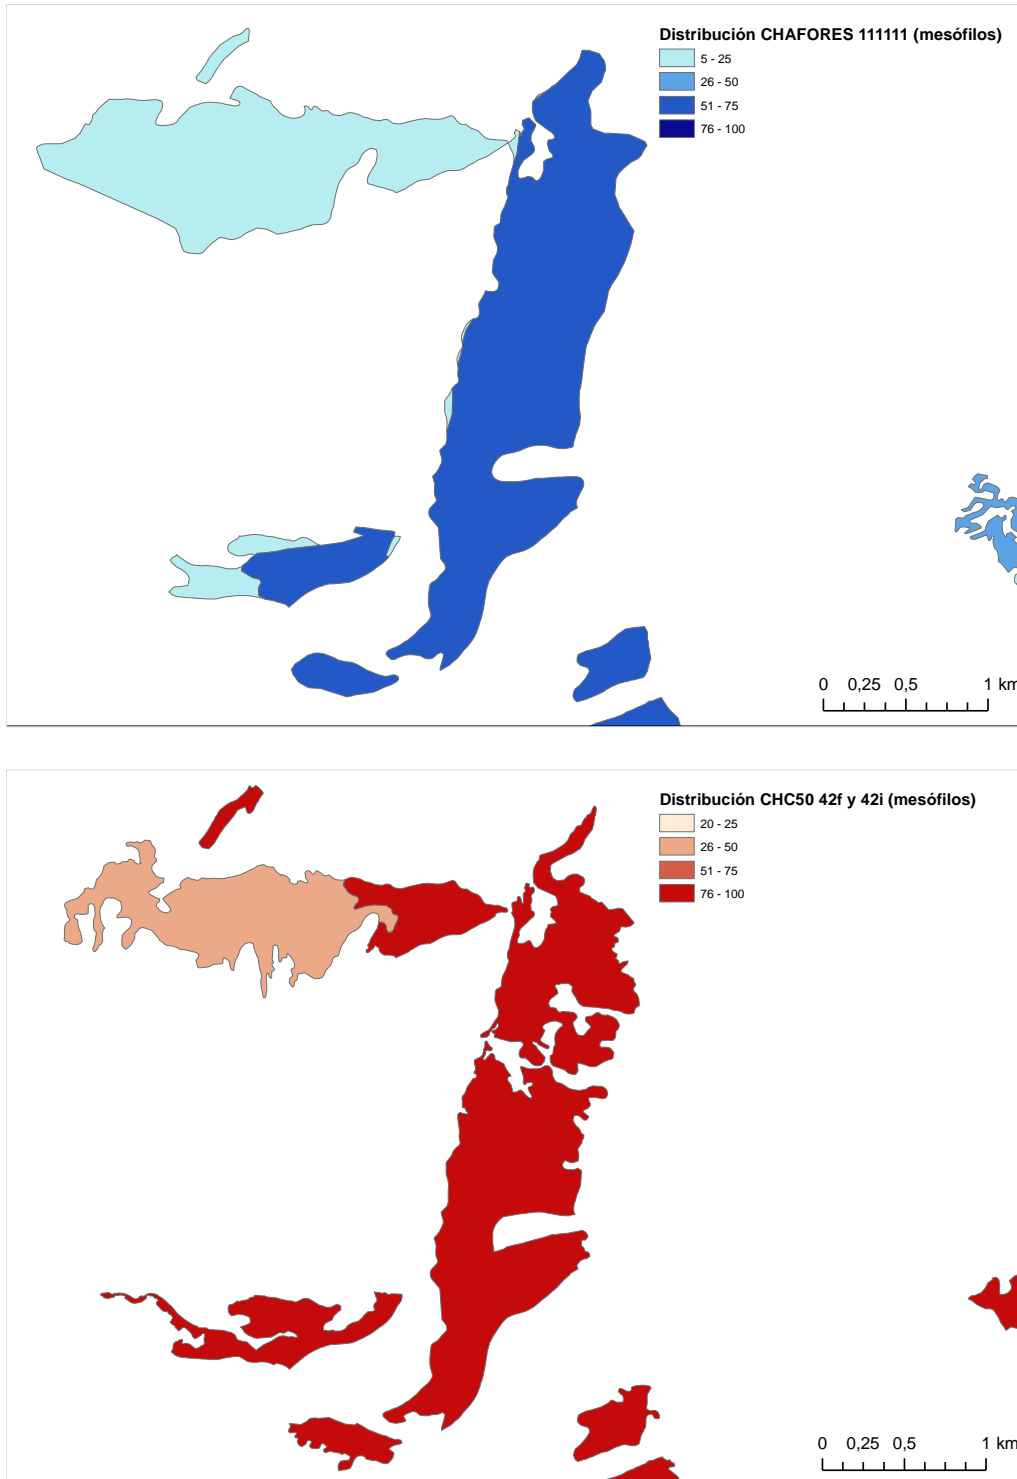 Distribución CHAFORES 111111 (mesófilos)
5 - 25
26 - 50
51 - 75
76 - 100
0 0,25 0,5 1 km
Distribución CHC50 42f y 42i (mesófilos)
20 - 25
26 - 50
51 - 75
76 - 100
0 0,25 0,5 1 km